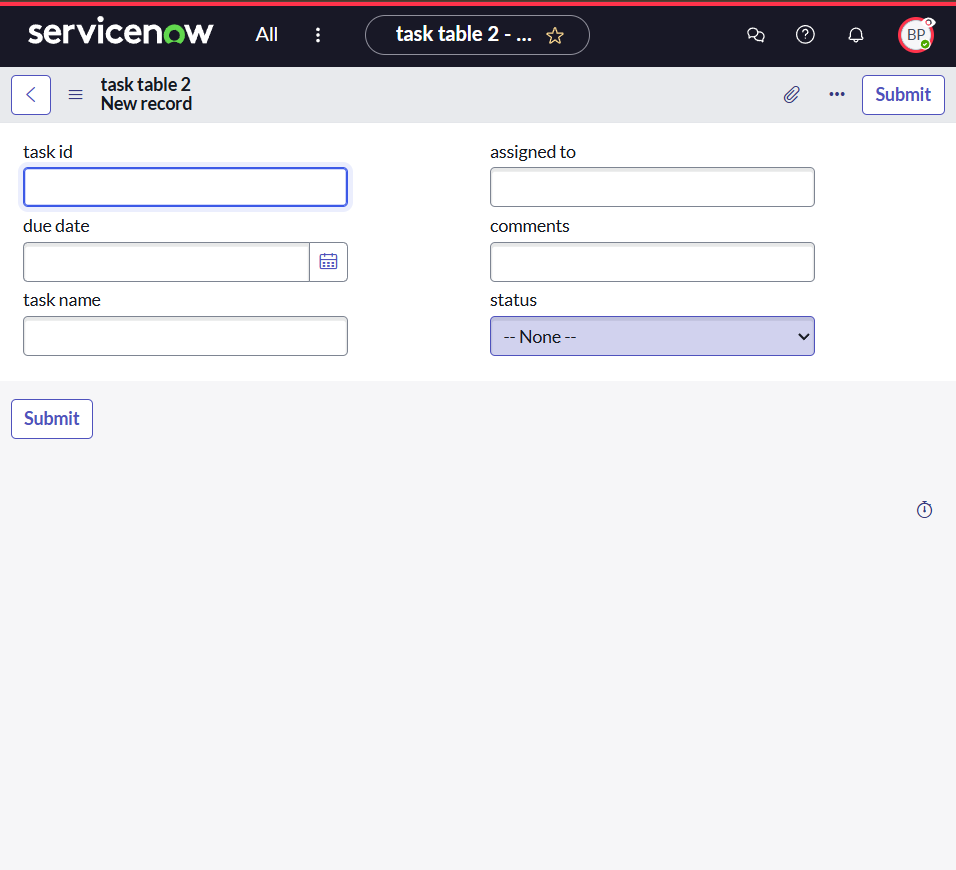 servicenow All task table 2 - ... BP
task table 2
New record
Submit
task id
assigned to
due date
comments
task name
status
-- None --
Submit